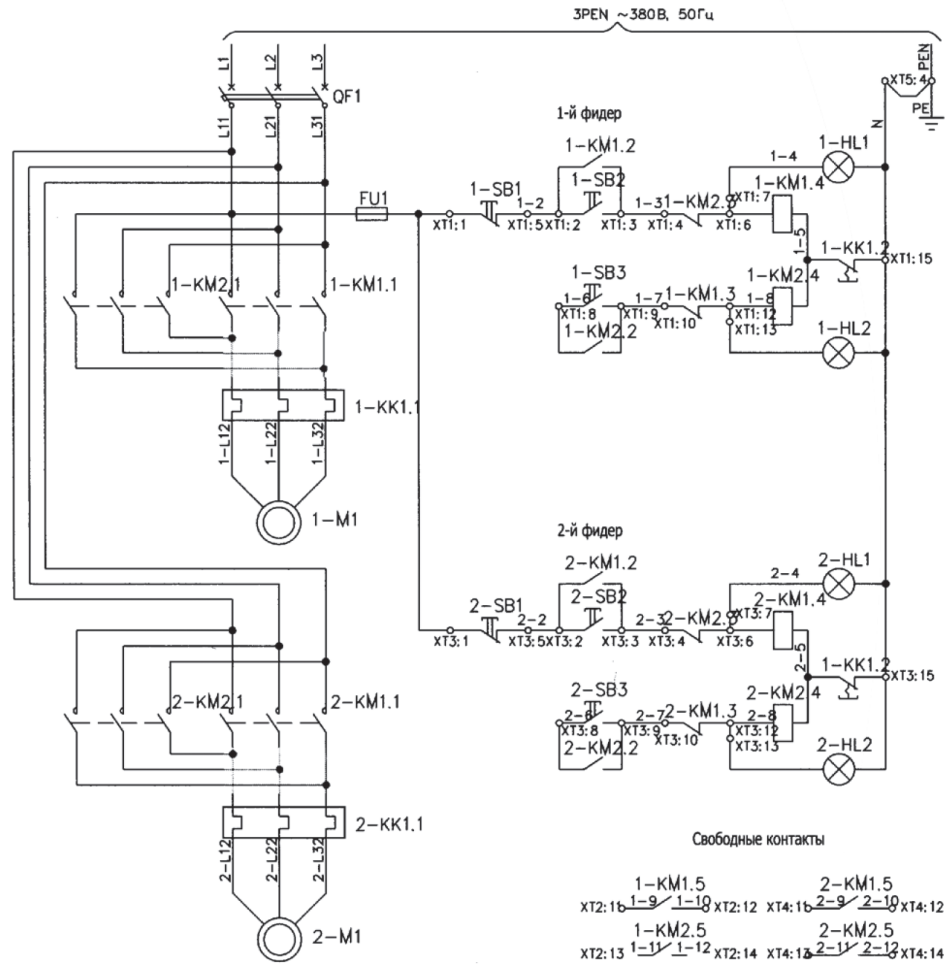 3PEN ~380В, 50Гц
L1 L2 L3 PEN
QF1 XT5:4
L11 L21 L31 PE
N
1-й фидер
1-KM1.2 1-4 1-HL1
FU1 1-SB1 1-SB2 XT1:7 1-KM1.4
1-2 1-3 1-KM2.3
XT1:1 XT1:5 XT1:2 XT1:3 XT1:4 XT1:6
1-5 1-KK1.2
XT1:15
1-KM2.1 1-KM1.1 1-SB3 1-KM2.4
1-6 1-7 1-KM1.3 1-8
XT1:8 XT1:9 XT1:10 XT1:12
XT1:13
1-KM2.2 1-HL2
1-KK1.1
1-L12 1-L22 1-L32
1-M1
2-й фидер
2-KM1.2 2-4 2-HL1
2-SB1 2-SB2 XT3:7 2-KM1.4
2-2 2-3 2-KM2.3
XT3:1 XT3:5 XT3:2 XT3:3 XT3:4 XT3:6
2-5 1-KK1.2
XT3:15
2-KM2.1 2-KM1.1 2-SB3 2-KM2.4
2-6 2-7 2-KM1.3 2-8
XT3:8 XT3:9 XT3:10 XT3:12
XT3:13
2-KM2.2 2-HL2
2-KK1.1
2-L12 2-L22 2-L32
2-M1
Свободные контакты
1-KM1.5 2-KM1.5
XT2:11 1-9 1-10 XT2:12 XT4:11 2-9 2-10 XT4:12
1-KM2.5 2-KM2.5
XT2:13 1-11 1-12 XT2:14 XT4:13 2-11 2-12 XT4:14